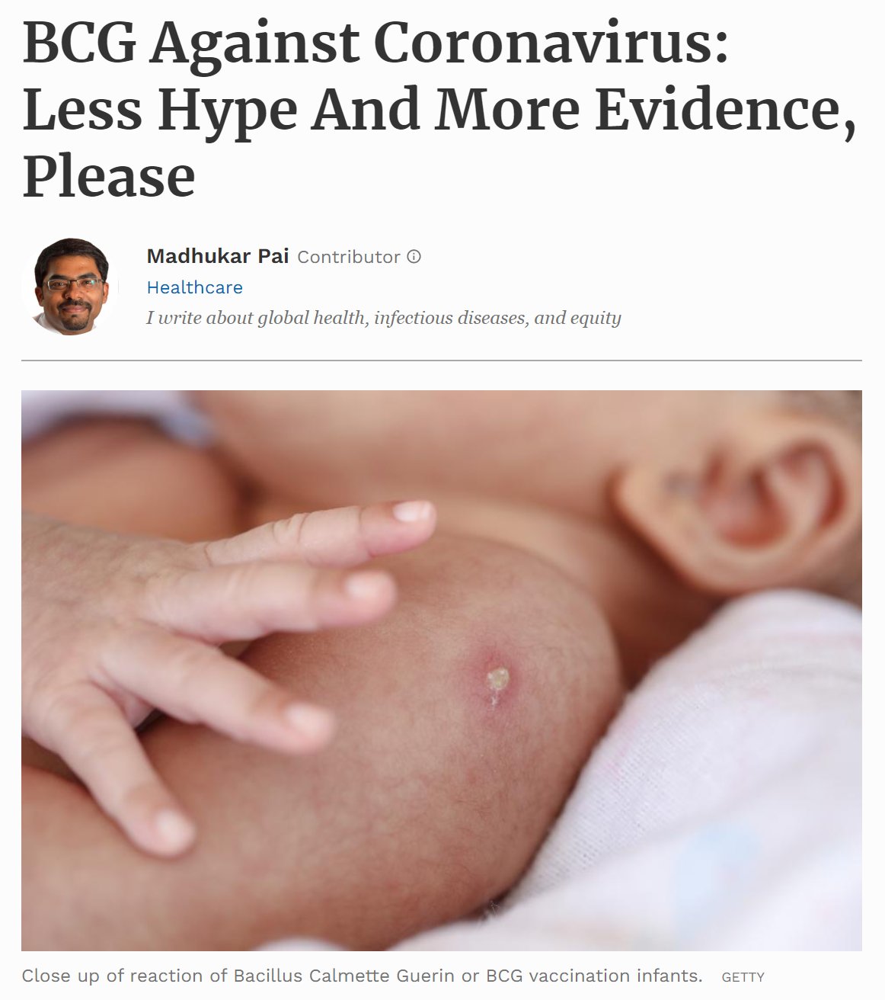 BCG Against Coronavirus:
Less Hype And More Evidence,
Please
Madhukar Pai Contributor
Healthcare
I write about global health, infectious diseases, and equity
Close up of reaction of Bacillus Calmette Guerin or BCG vaccination infants. GETTY